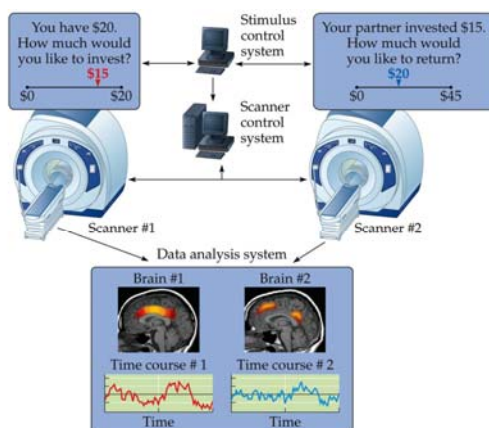 You have $20.
How much would
you like to invest?
$15
$0 $20
Stimulus
control
system
Your partner invested $15.
How much would
you like to return?
$20
$0 $45
Scanner
control
system
Scanner #1
Scanner #2
Data analysis system
Brain #1
Brain #2
Time course # 1
Time course # 2
Time
Time